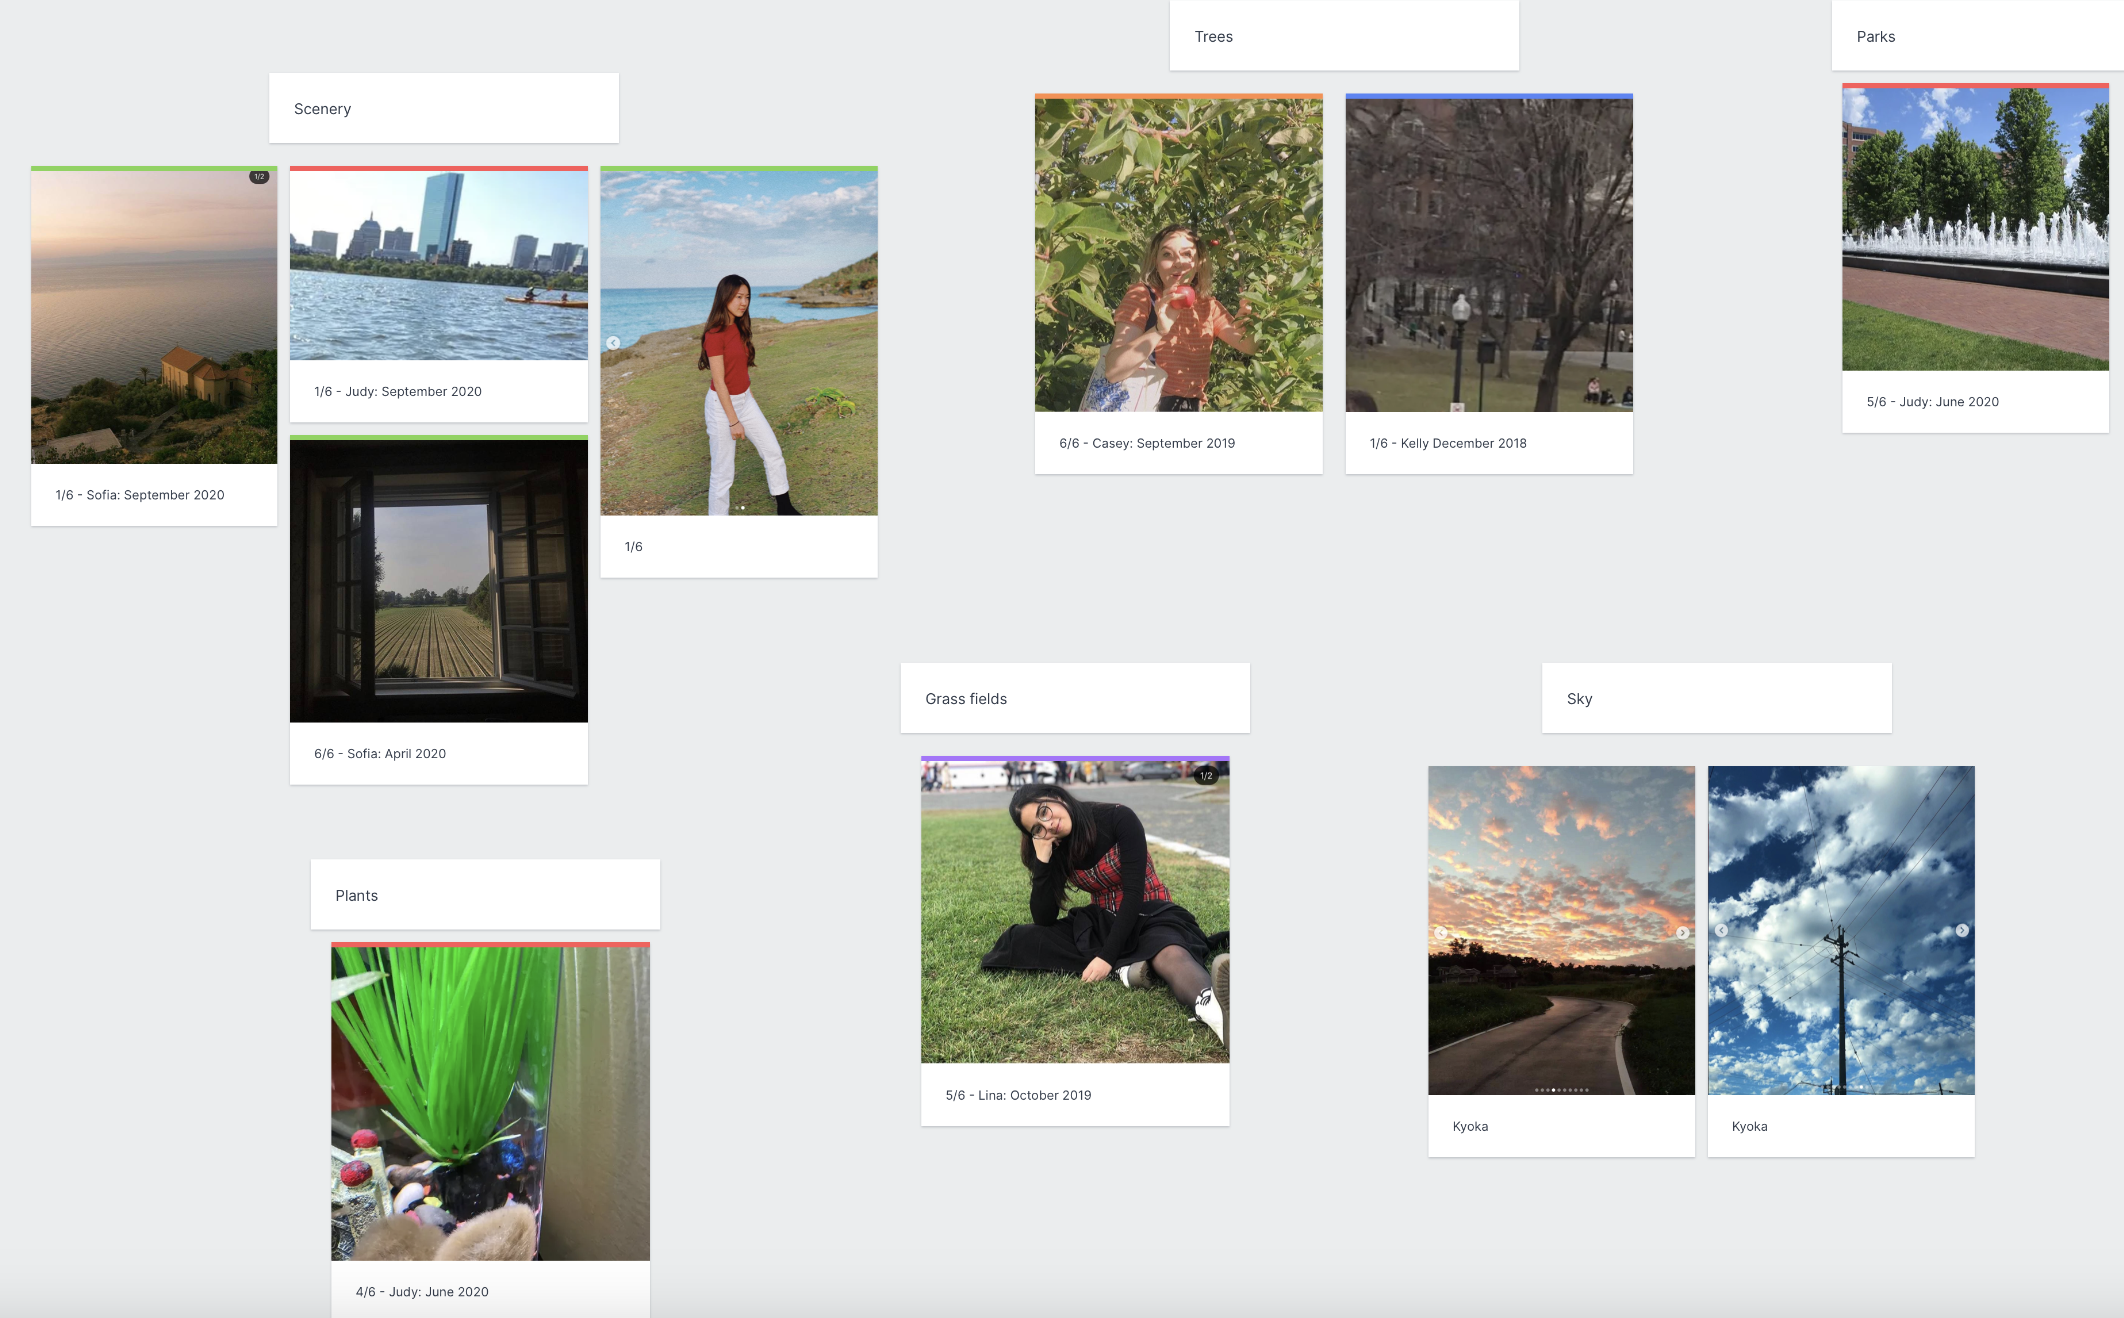 Scenery
1/2
1/6 - Sofia: September 2020
1/6 - Judy: September 2020
6/6 - Sofia: April 2020
1/6
Trees
6/6 - Casey: September 2019
1/6 - Kelly December 2018
Parks
5/6 - Judy: June 2020
Plants
4/6 - Judy: June 2020
Grass fields
1/2
5/6 - Lina: October 2019
Sky
Kyoka
Kyoka